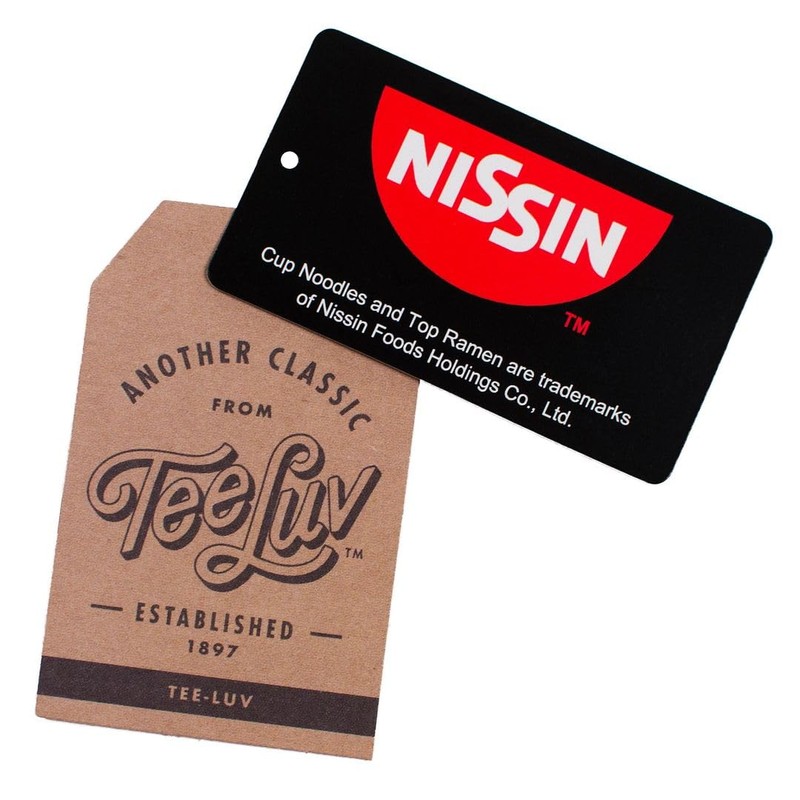 NISSIN
TM
Cup Noodles and Top Ramen are trademarks
of Nissin Foods Holdings Co., Ltd.
ANOTHER CLASSIC
FROM
TeeLuv
TM
ESTABLISHED
1897
TEE-LUV